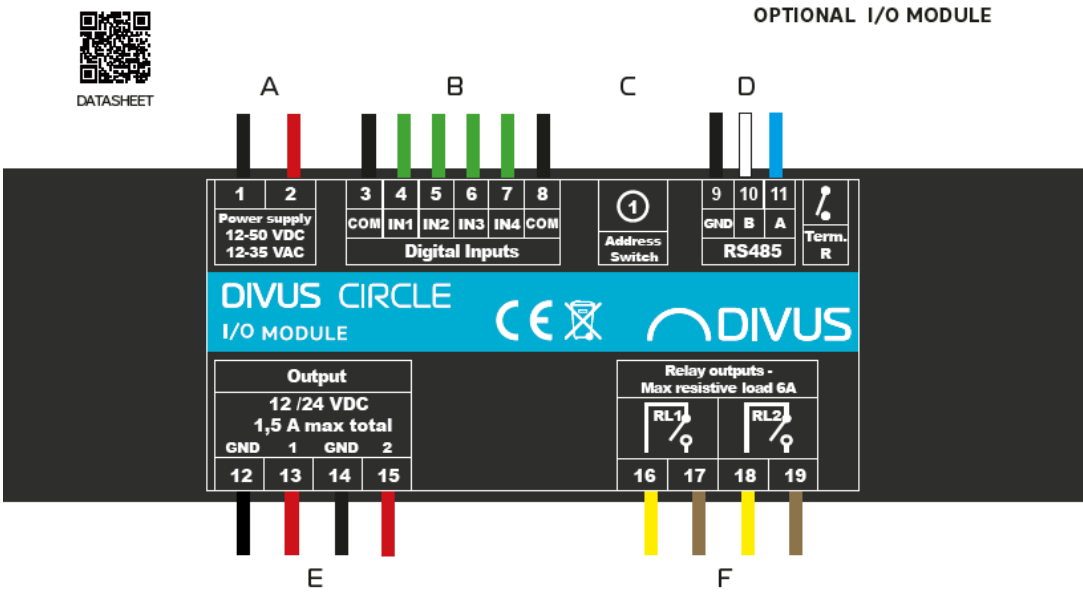 OPTIONAL I/O MODULE
DATASHEET
A B C D
1 2 3 4 5 6 7 8 1 9 10 11
Power supply
12-50 VDC
12-35 VAC
COM IN1 IN2 IN3 IN4 COM
Digital Inputs
Address
Switch
GND B A
RS485
Term.
R
DIVUS CIRCLE
I/O MODULE
CE
DIVUS
Output
12 /24 VDC
1,5 A max total
GND 1 GND 2
12 13 14 15
Relay outputs -
Max resistive load 6A
RL1 RL2
16 17 18 19
E F